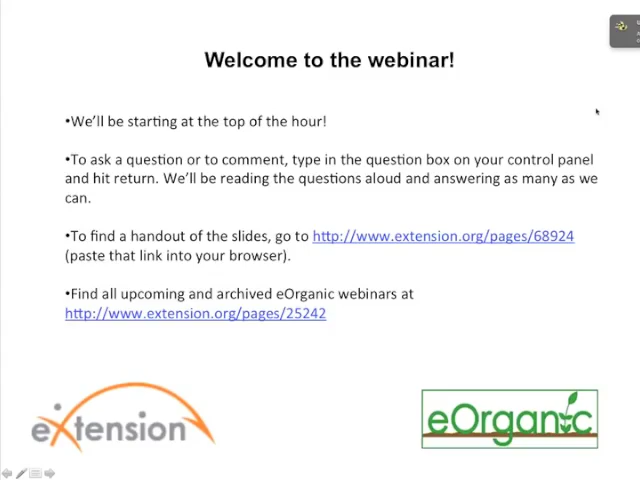 Welcome to the webinar!
•We'll be starting at the top of the hour!
•To ask a question or to comment, type in the question box on your control panel
and hit return. We'll be reading the questions aloud and answering as many as we
can.
•To find a handout of the slides, go to http://www.extension.org/pages/68924
(paste that link into your browser).
•Find all upcoming and archived eOrganic webinars at
http://www.extension.org/pages/25242
eXtension
eOrganic